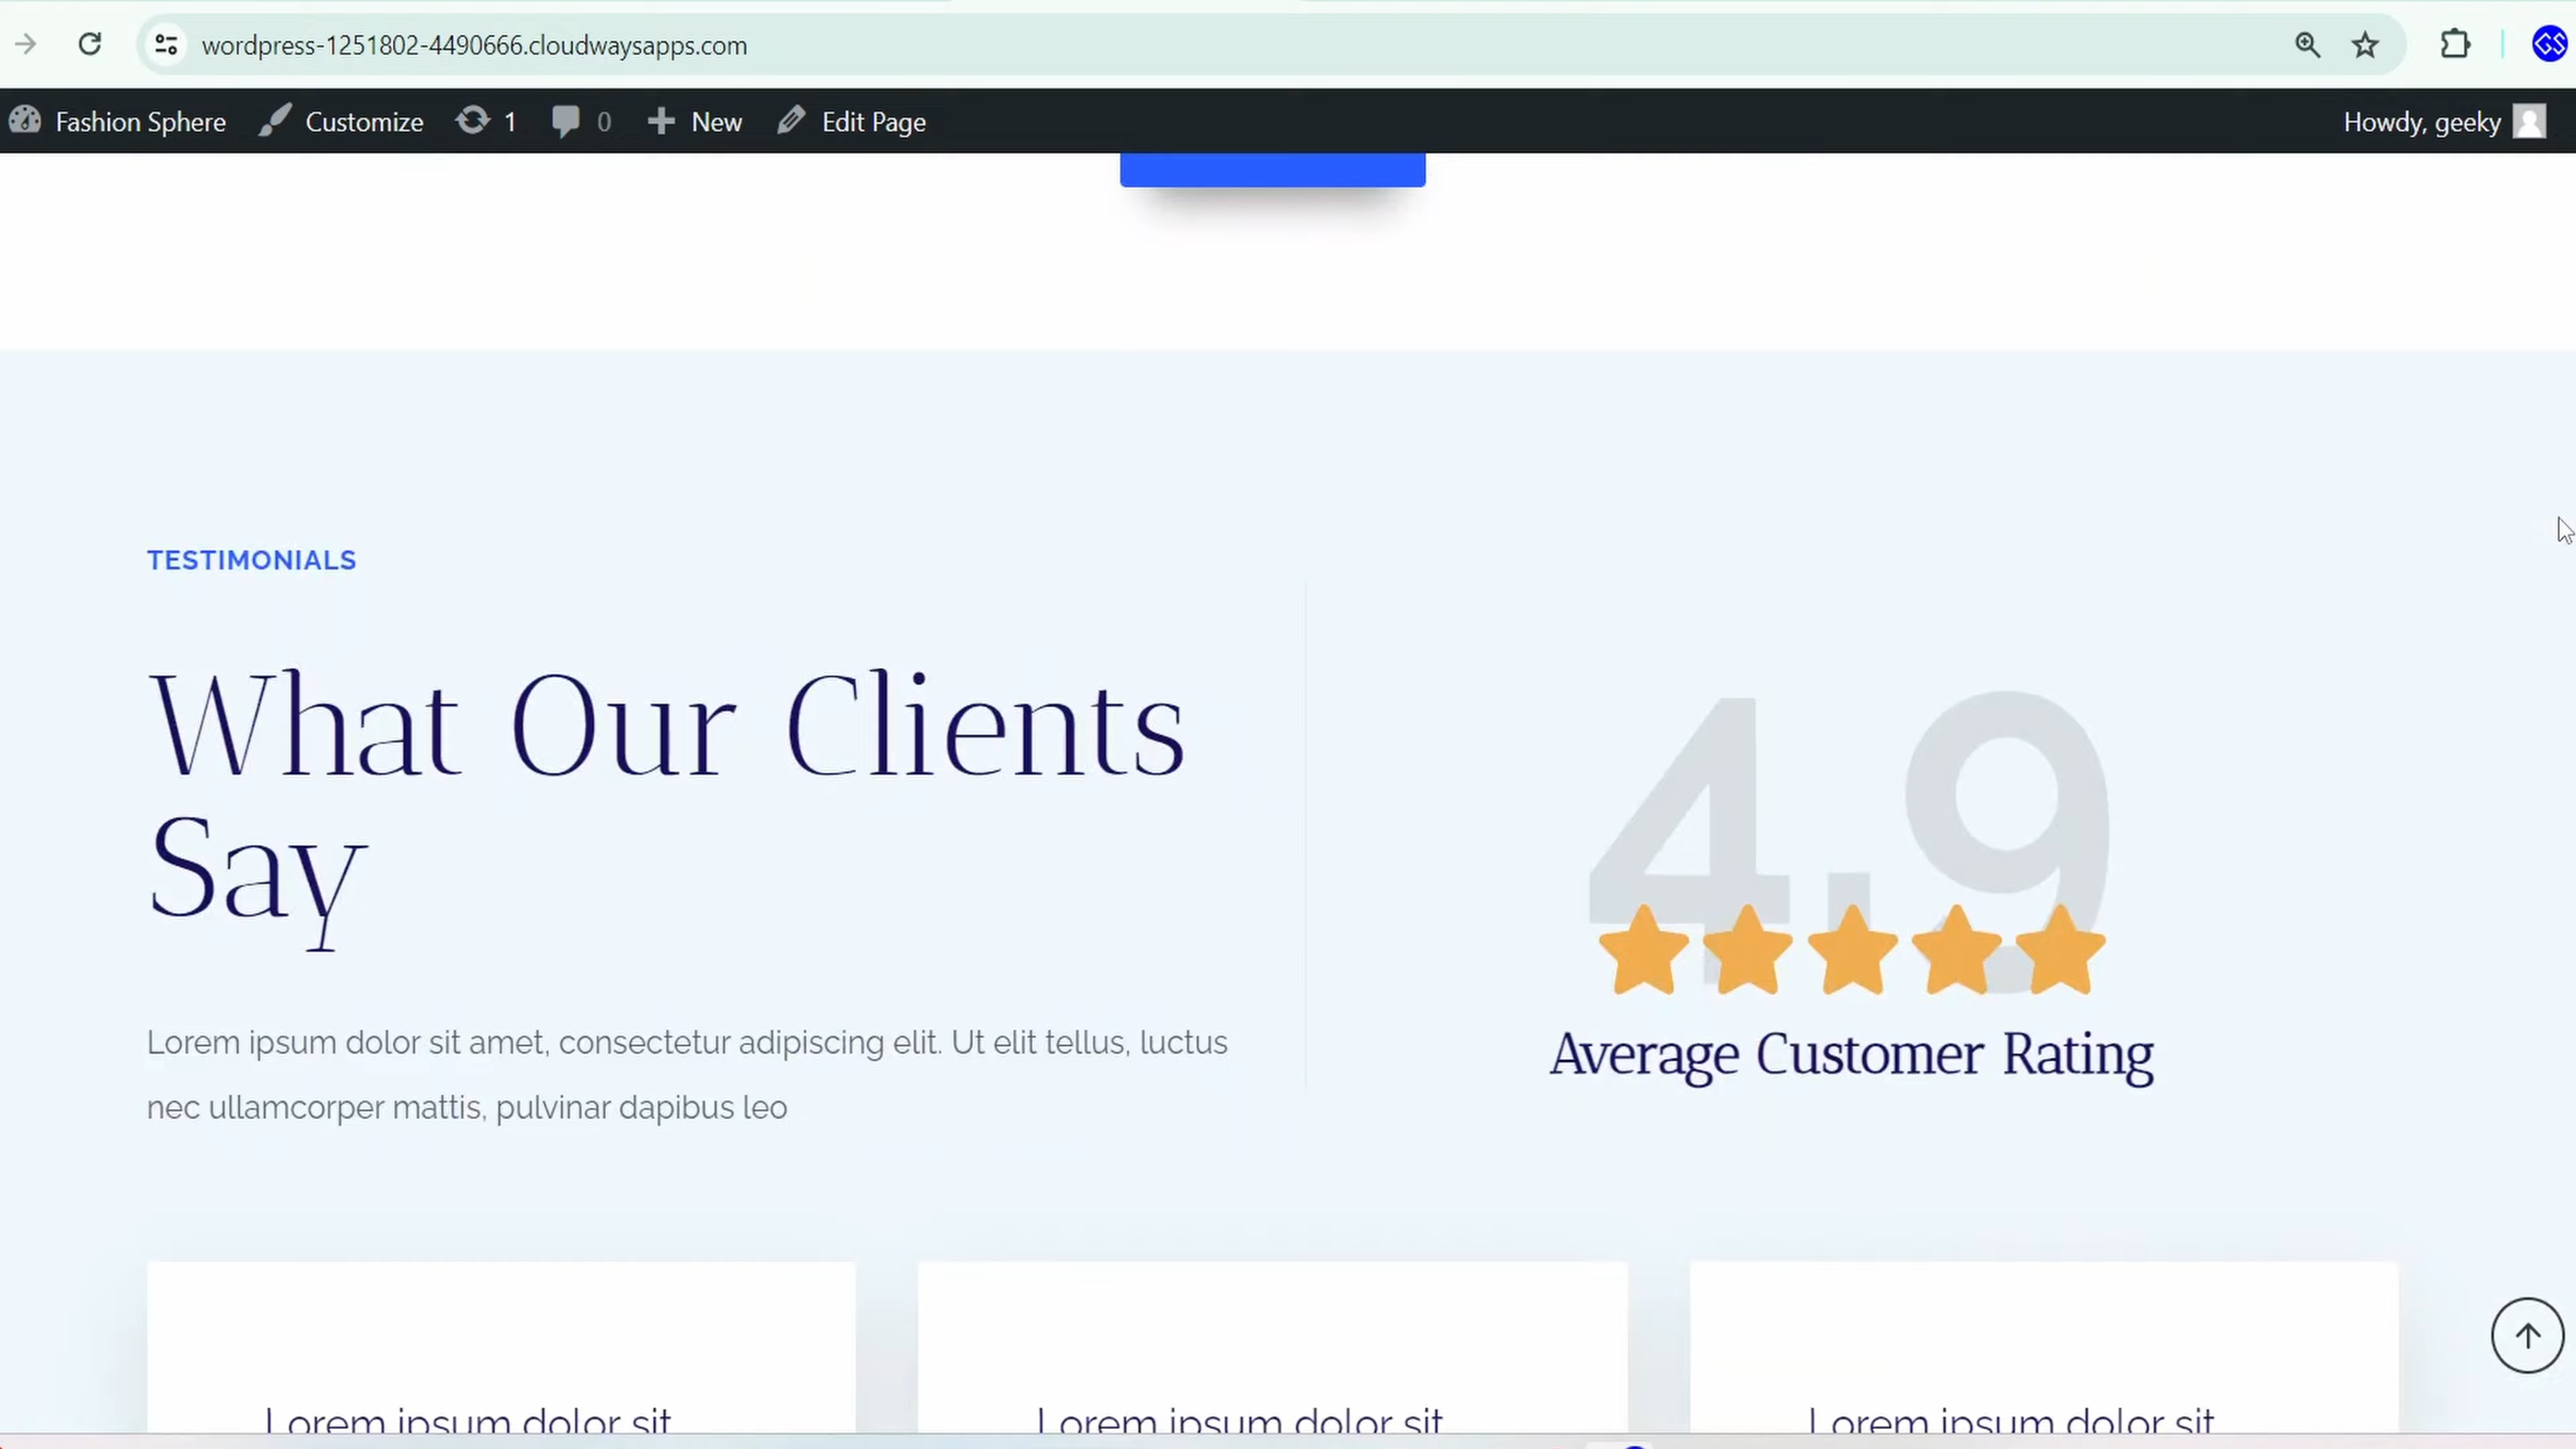 wordpress-1251802-4490666.cloudwaysapps.com
GS
Fashion Sphere Customize 1 0 New Edit Page Howdy, geeky
TESTIMONIALS
What Our Clients
Say
Lorem ipsum dolor sit amet, consectetur adipiscing elit. Ut elit tellus, luctus
nec ullamcorper mattis, pulvinar dapibus leo
4.9
Average Customer Rating
Lorem ipsum dolor sit
Lorem ipsum dolor sit
Lorem ipsum dolor sit